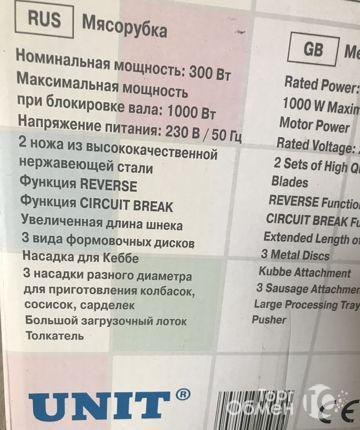 RUS Мясорубка
Номинальная мощность: 300 Вт
Максимальная мощность
при блокировке вала: 1000 Вт
Напряжение питания: 230 В / 50 Гц
2 ножа из высококачественной
нержавеющей стали
Функция REVERSE
Функция CIRCUIT BREAK
Увеличенная длина шнека
3 вида формовочных дисков
Насадка для Кеббе
3 насадки разного диаметра
для приготовления колбасок,
сосисок, сарделек
Большой загрузочный лоток
Толкатель
GB
Rated Power:
1000 W
Motor Power
Rated Voltage:
2 Sets of High
Blades
REVERSE
CIRCUIT BREAK
Extended Length
3 Metal Discs
Kubbe Attachment
3 Sausage
Large Processing
Pusher
UNIT®
Торг
Обмен
CE